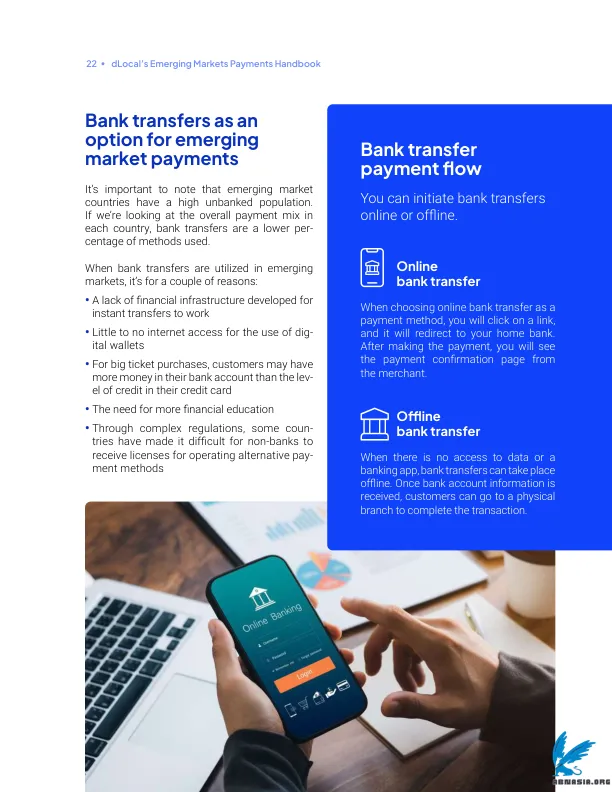 22 • dLocal's Emerging Markets Payments Handbook
Bank transfers as an
option for emerging
market payments
It's important to note that emerging market
countries have a high unbanked population.
If we're looking at the overall payment mix in
each country, bank transfers are a lower per-
centage of methods used.
When bank transfers are utilized in emerging
markets, it's for a couple of reasons:
• A lack of financial infrastructure developed for
instant transfers to work
• Little to no internet access for the use of dig-
ital wallets
• For big ticket purchases, customers may have
more money in their bank account than the lev-
el of credit in their credit card
• The need for more financial education
• Through complex regulations, some coun-
tries have made it difficult for non-banks to
receive licenses for operating alternative pay-
ment methods
Bank transfer
payment flow
You can initiate bank transfers
online or offline.
Online
bank transfer
When choosing online bank transfer as a
payment method, you will click on a link,
and it will redirect to your home bank.
After making the payment, you will see
the payment confirmation page from
the merchant.
Offline
bank transfer
When there is no access to data or a
banking app, bank transfers can take place
offline. Once bank account information is
received, customers can go to a physical
branch to complete the transaction.
Online Banking
Username
Password
Login
ABNASIA.ORG